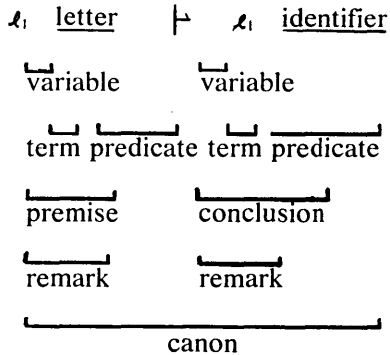 ℓ₁ letter ⊢ ℓ₁ identifier
variable variable
term predicate term predicate
premise conclusion
remark remark
canon